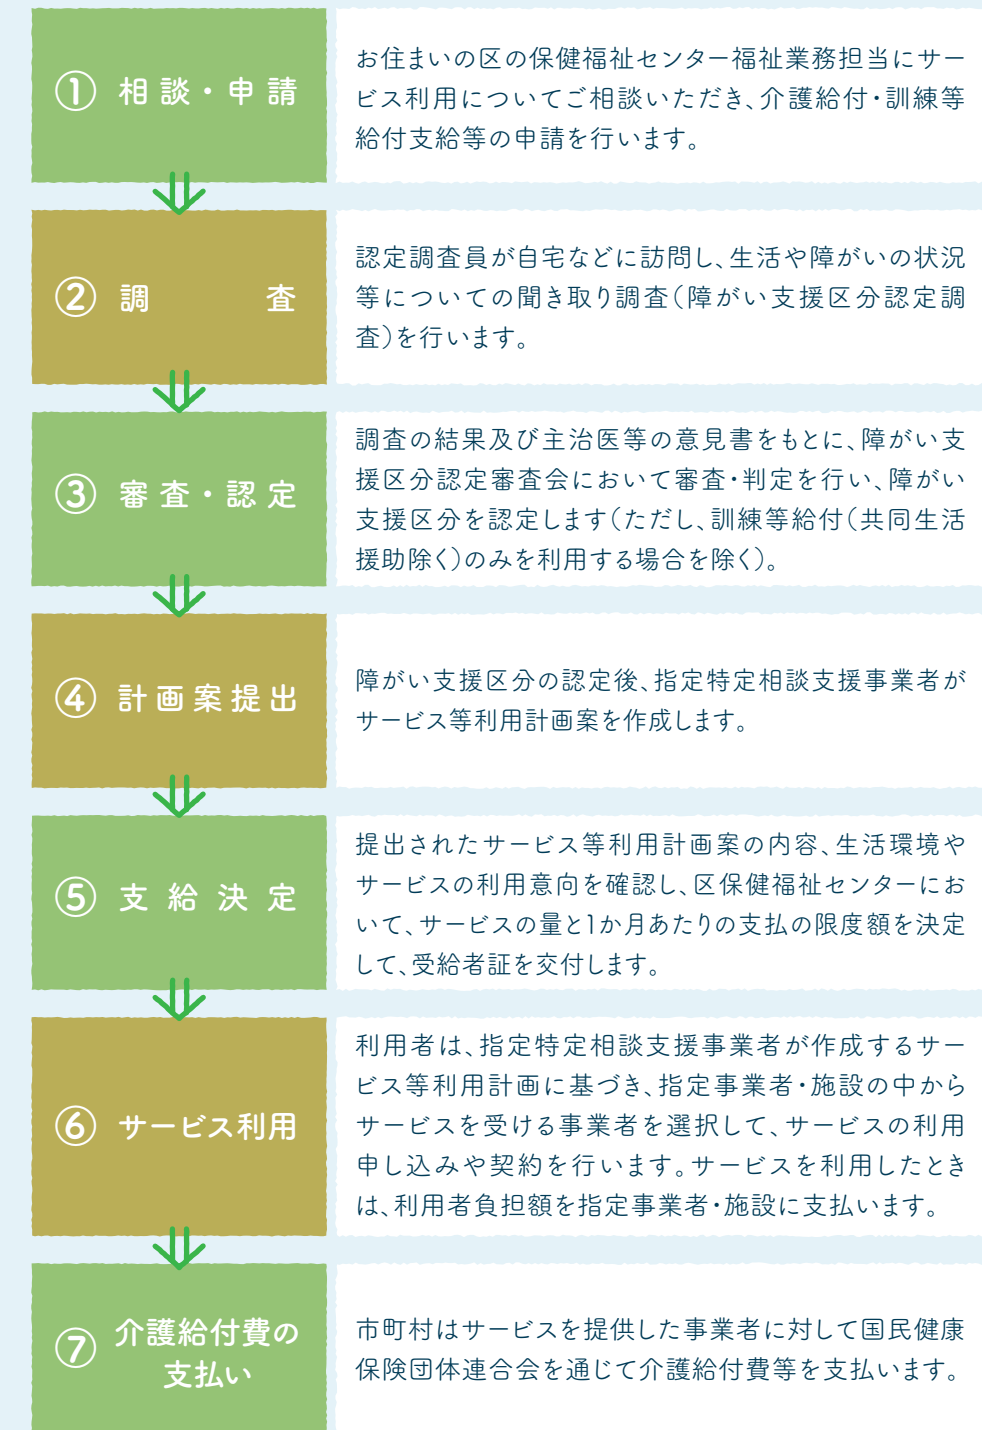 ① 相談・申請
お住まいの区の保健福祉センター福祉業務担当にサー
ビス利用についてご相談いただき、介護給付・訓練等
給付支給等の申請を行います。
② 調査
認定調査員が自宅などに訪問し、生活や障がいの状況
等についての聞き取り調査(障がい支援区分認定調
査)を行います。
③ 審査・認定
調査の結果及び主治医等の意見書をもとに、障がい支
援区分認定審査会において審査・判定を行い、障がい
支援区分を認定します(ただし、訓練等給付(共同生活
援助除く)のみを利用する場合を除く)。
④ 計画案提出
障がい支援区分の認定後、指定特定相談支援事業者が
サービス等利用計画案を作成します。
⑤ 支給決定
提出されたサービス等利用計画案の内容、生活環境や
サービスの利用意向を確認し、区保健福祉センターにお
いて、サービスの量と1か月あたりの支払の限度額を決定
して、受給者証を交付します。
⑥ サービス利用
利用者は、指定特定相談支援事業者が作成するサー
ビス等利用計画に基づき、指定事業者・施設の中から
サービスを受ける事業者を選択して、サービスの利用
申し込みや契約を行います。サービスを利用したとき
は、利用者負担額を指定事業者・施設に支払います。
⑦ 介護給付費の
支払い
市町村はサービスを提供した事業者に対して国民健康
保険団体連合会を通じて介護給付費等を支払います。